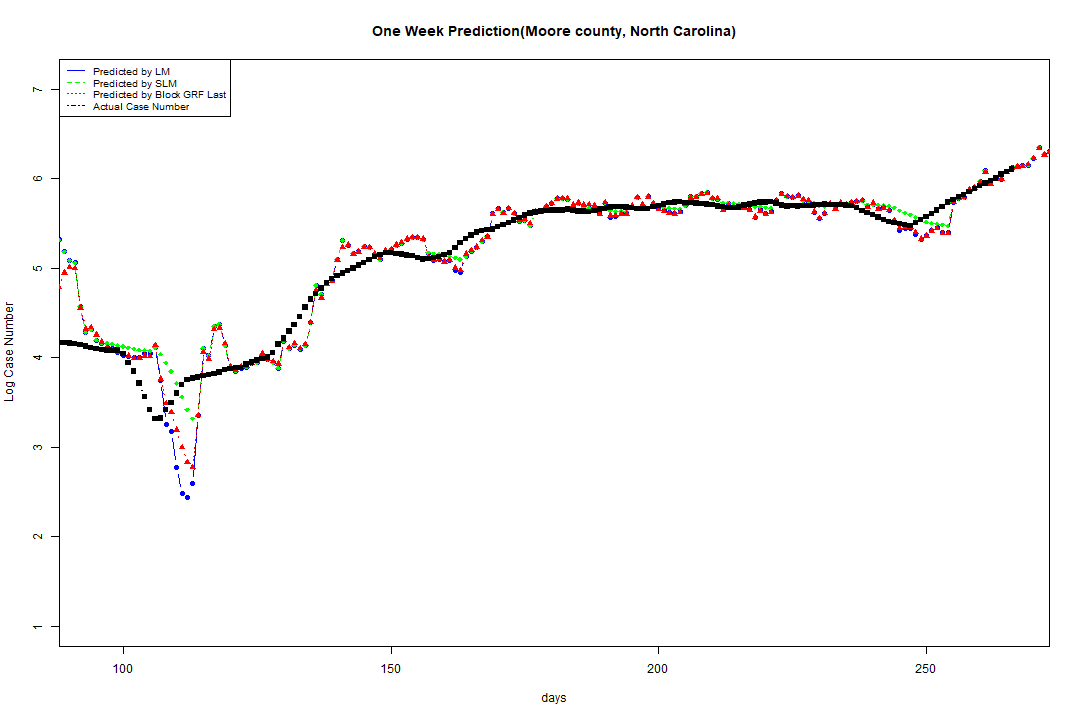 One Week Prediction(Moore county, North Carolina)
Predicted by LM
Predicted by SLM
Predicted by Block GRF Last
Actual Case Number
7
6
5
4
3
2
1
Log Case Number
100 150 200 250
days